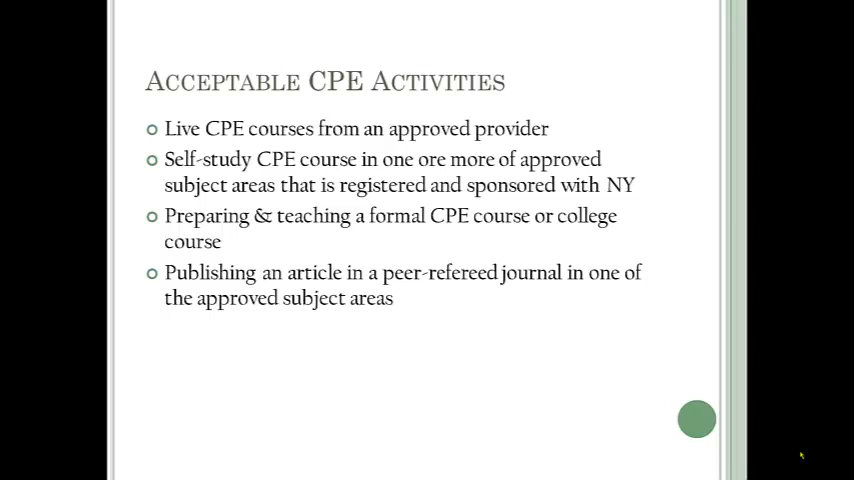 ACCEPTABLE CPE ACTIVITIES
Live CPE courses from an approved provider
Self-study CPE course in one ore more of approved
subject areas that is registered and sponsored with NY
Preparing & teaching a formal CPE course or college
course
Publishing an article in a peer-refereed journal in one of
the approved subject areas